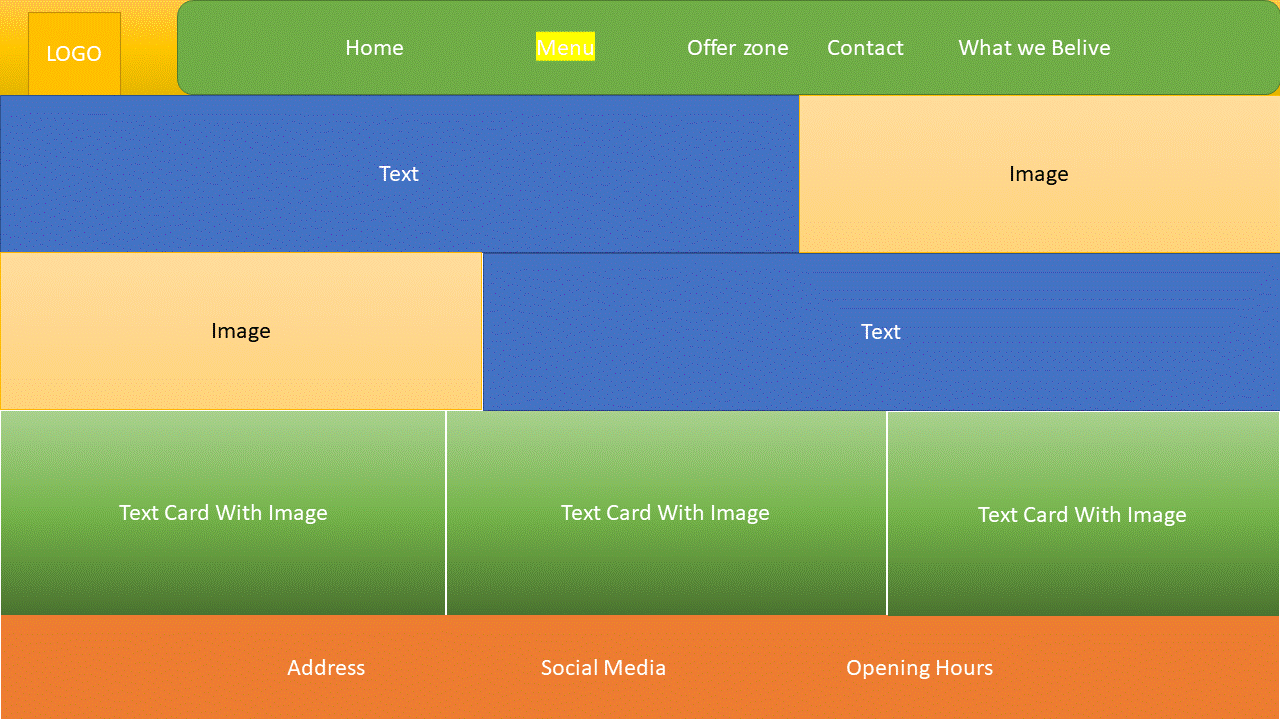 LOGO
Home Menu Offer zone Contact What we Belive
Text Image
Image Text
Text Card With Image Text Card With Image Text Card With Image
Address Social Media Opening Hours